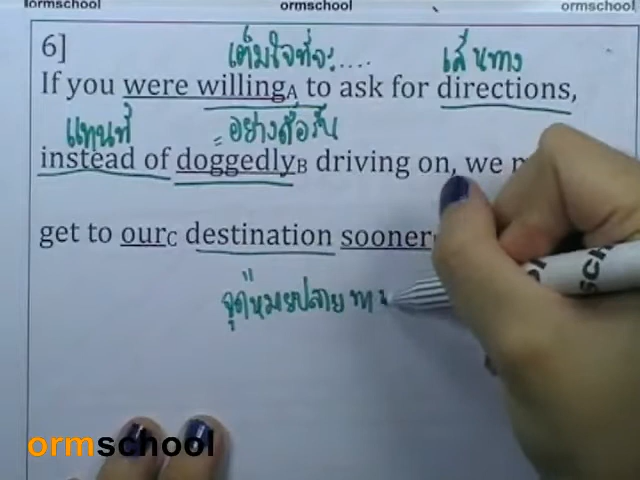 ormschool ormschool ormschool
6]
เต็มใจที่จะ.... เส้นทาง
If you were willingA to ask for directions,
แทนที่ = อย่างดื้อรั้น
instead of doggedlyB driving on, we
get to ourC destination sooner
จุดหมายปลายทาง
ormschool